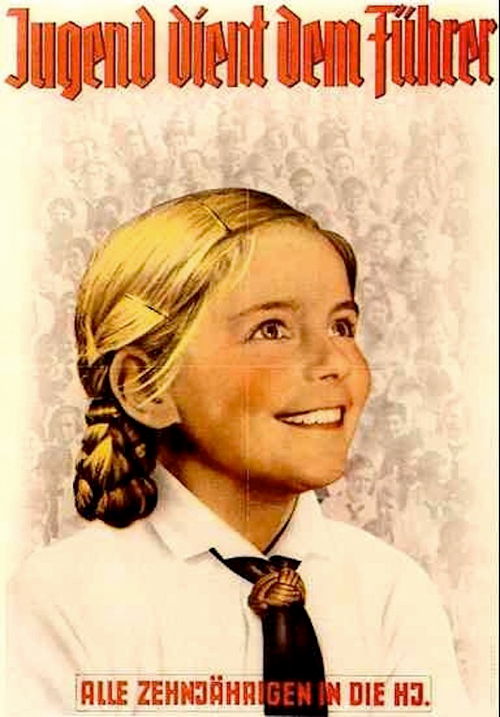 Jugend dient dem Führer
ALLE ZEHNJÄHRIGEN IN DIE HJ.